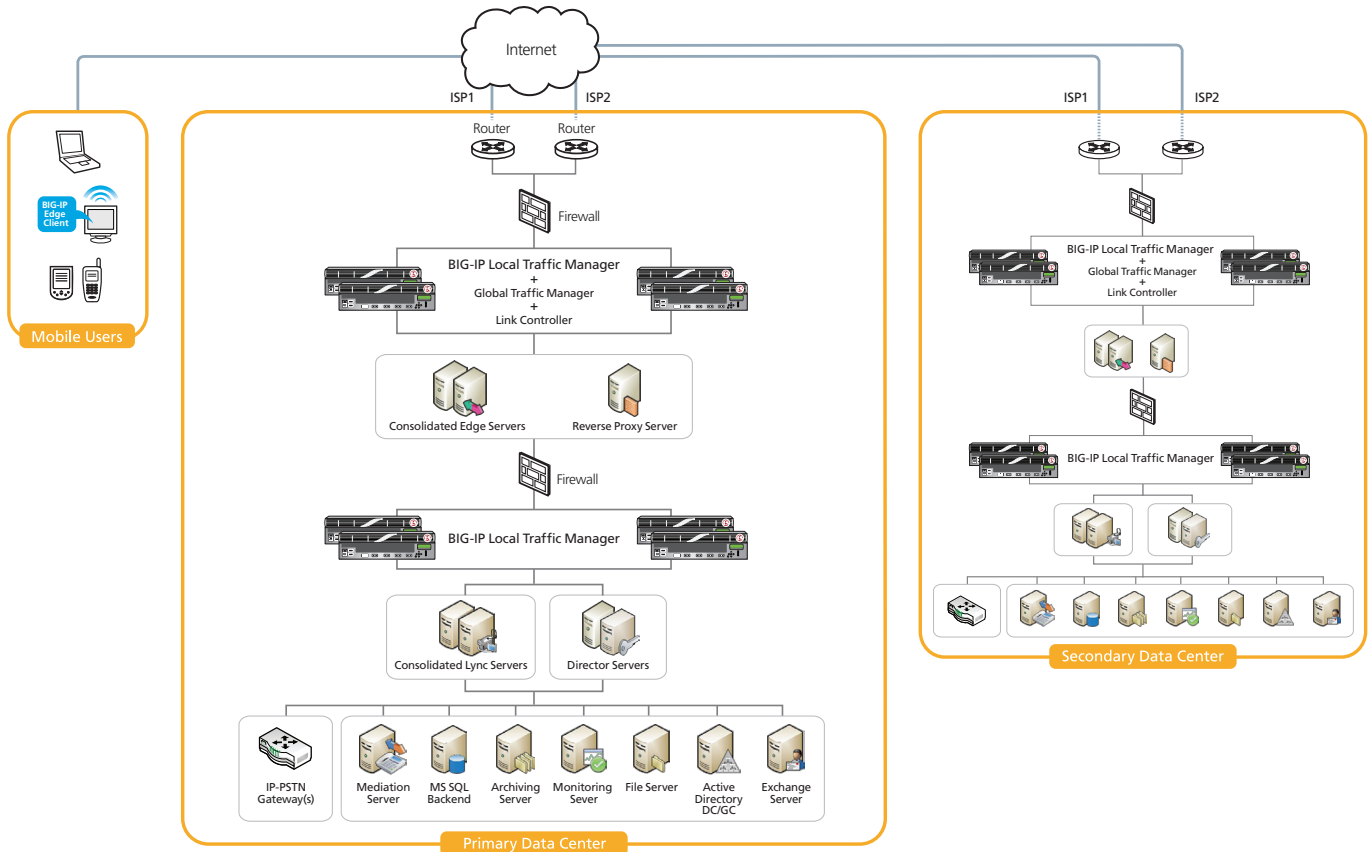 Internet
ISP1
ISP2
ISP1
ISP2
Router
Router
BIG-IP
Edge
Client
Mobile Users
Firewall
BIG-IP Local Traffic Manager
+
Global Traffic Manager
+
Link Controller
Consolidated Edge Servers
Reverse Proxy Server
Firewall
BIG-IP Local Traffic Manager
Consolidated Lync Servers
Director Servers
IP-PSTN
Gateway(s)
Mediation
Server
MS SQL
Backend
Archiving
Server
Monitoring
Sever
File Server
Active
Directory
DC/GC
Exchange
Server
Primary Data Center
BIG-IP Local Traffic Manager
+
Global Traffic Manager
+
Link Controller
BIG-IP Local Traffic Manager
Secondary Data Center